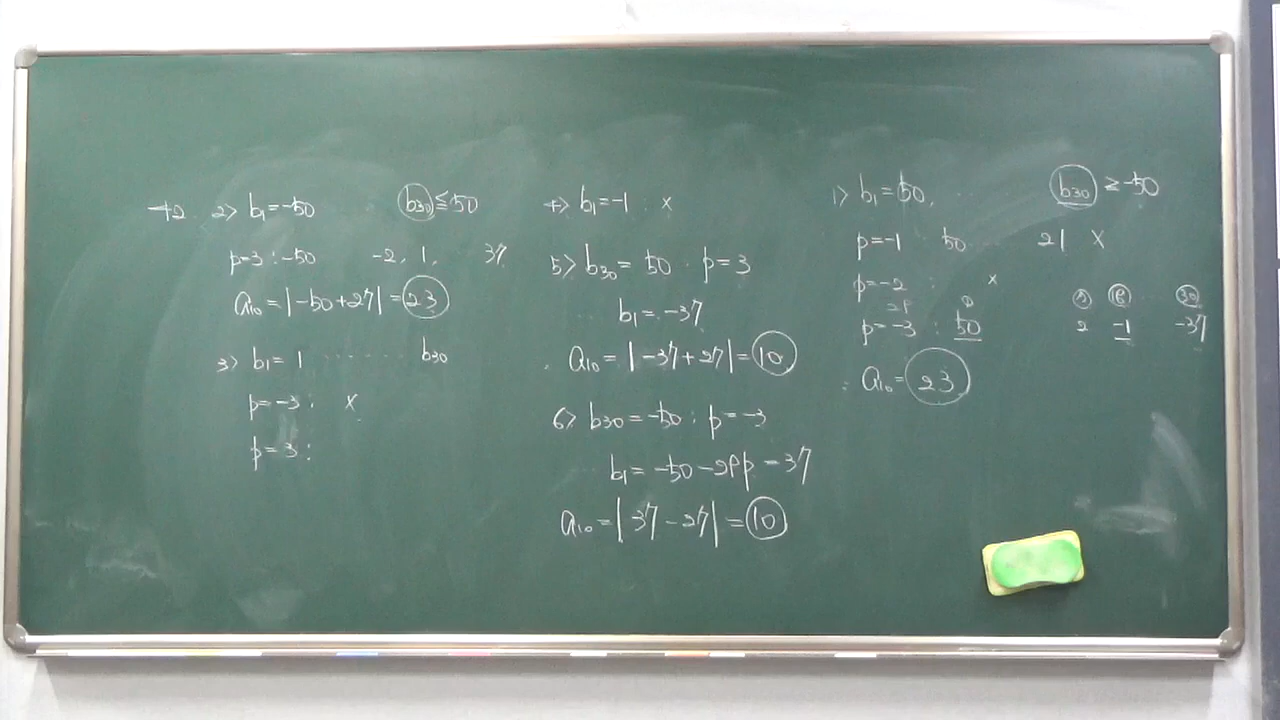 42 2> b₁=-50 b₃₀≦50
p=3 : -50 -2, 1, 37
a₁₀=|-50+27|=23
3> b₁= 1 ······ b₃₀
p=-3 : x
p=3 :
4> b₁=-1 x
5> b₃₀= 50 p=3
b₁= -37
a₁₀=|-37+27|=10
6> b₃₀=-50 : p=-3
b₁=-50-29p=37
a₁₀=|37-27|=10
1> b₁=50, ·· b₃₀≥-50
p=-1 50 21 x
p=-2 : x
29
p=-3 : 50 2 -1 -37
a₁₀=23